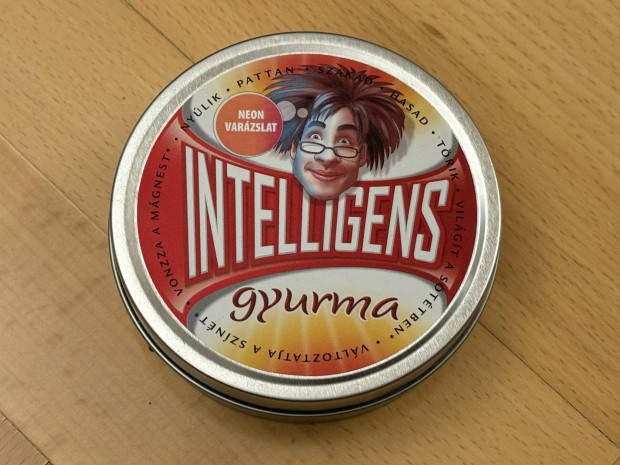 NYÚLIK • PATTAN • SZAKAD • HASAD • TÖRIK • VILÁGÍT A SÖTÉTBEN* • VÁLTOZTATJA A SZÍNÉT* • VONZZA A MÁGNEST* •
NEON
VARÁZSLAT
INTELLIGENS
gyurma